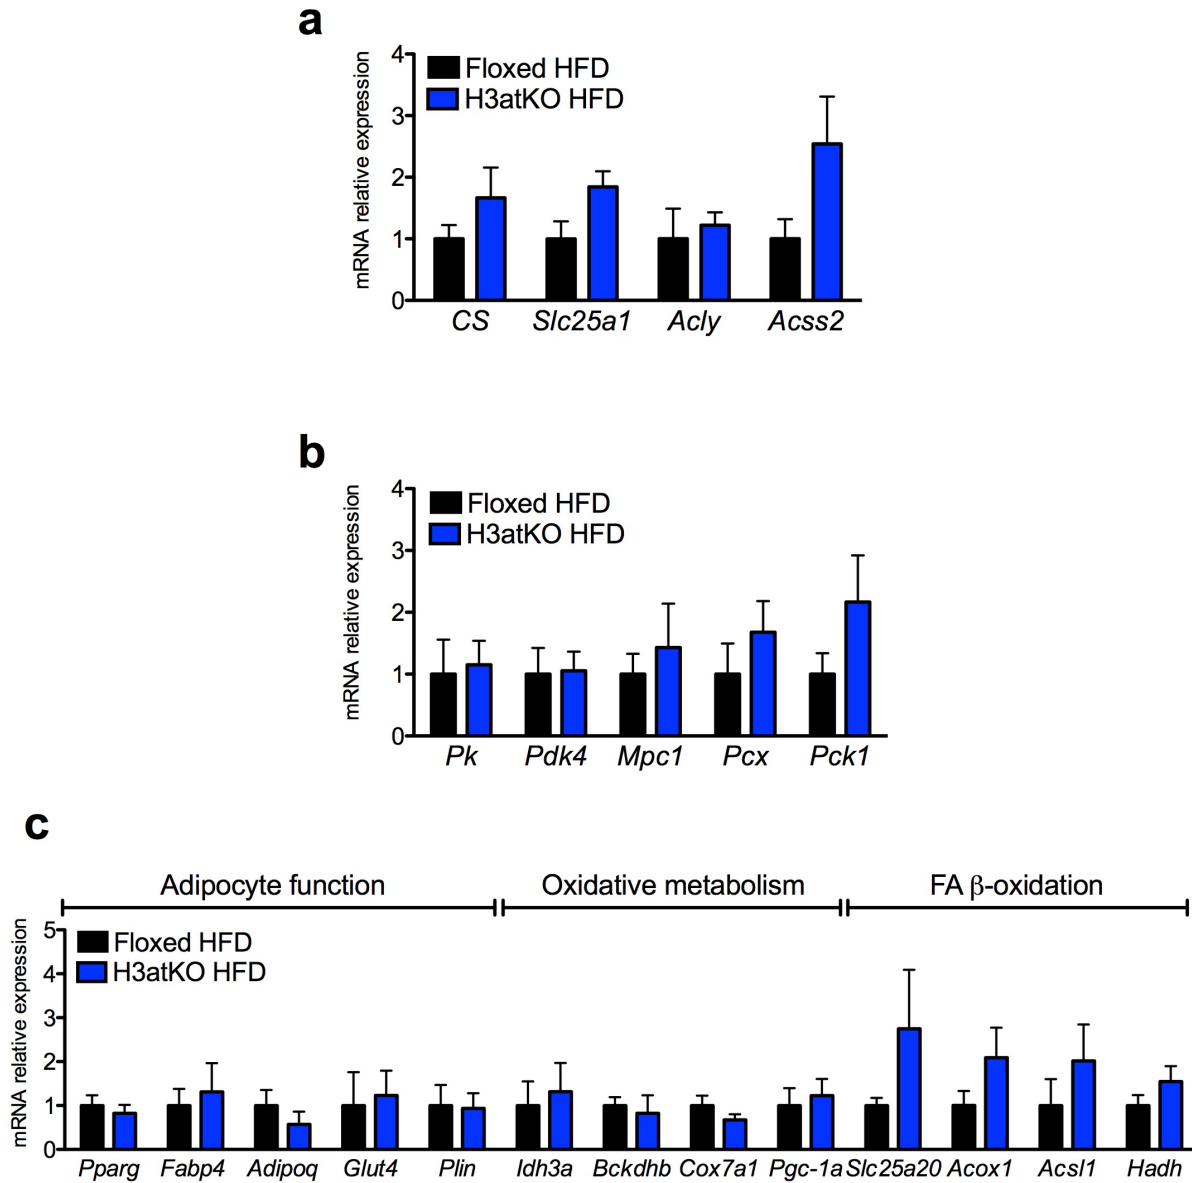 a
mRNA relative expression
4
3
2
1
0
Floxed HFD
H3atKO HFD
CS Slc25a1 Acly Acss2
b
mRNA relative expression
4
3
2
1
0
Floxed HFD
H3atKO HFD
Pk Pdk4 Mpc1 Pcx Pck1
c
Adipocyte function Oxidative metabolism FA β-oxidation
mRNA relative expression
5
4
3
2
1
0
Floxed HFD
H3atKO HFD
Pparg Fabp4 Adipoq Glut4 Plin Idh3a Bckdhb Cox7a1 Pgc-1a Slc25a20 Acox1 Acsl1 Hadh